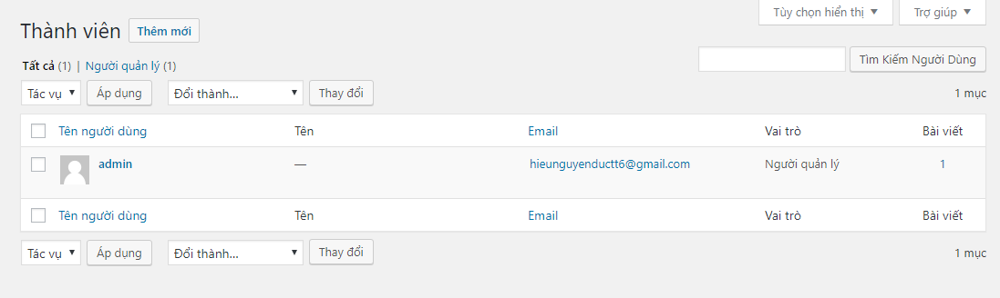 Tùy chọn hiển thị Trợ giúp
Thành viên Thêm mới
Tất cả (1) | Người quản lý (1)
Tìm Kiếm Người Dùng
Tác vụ Áp dụng Đổi thành... Thay đổi 1 mục
Tên người dùng Tên Email Vai trò Bài viết
admin — hieunguyenductt6@gmail.com Người quản lý 1
Tên người dùng Tên Email Vai trò Bài viết
Tác vụ Áp dụng Đổi thành... Thay đổi 1 mục